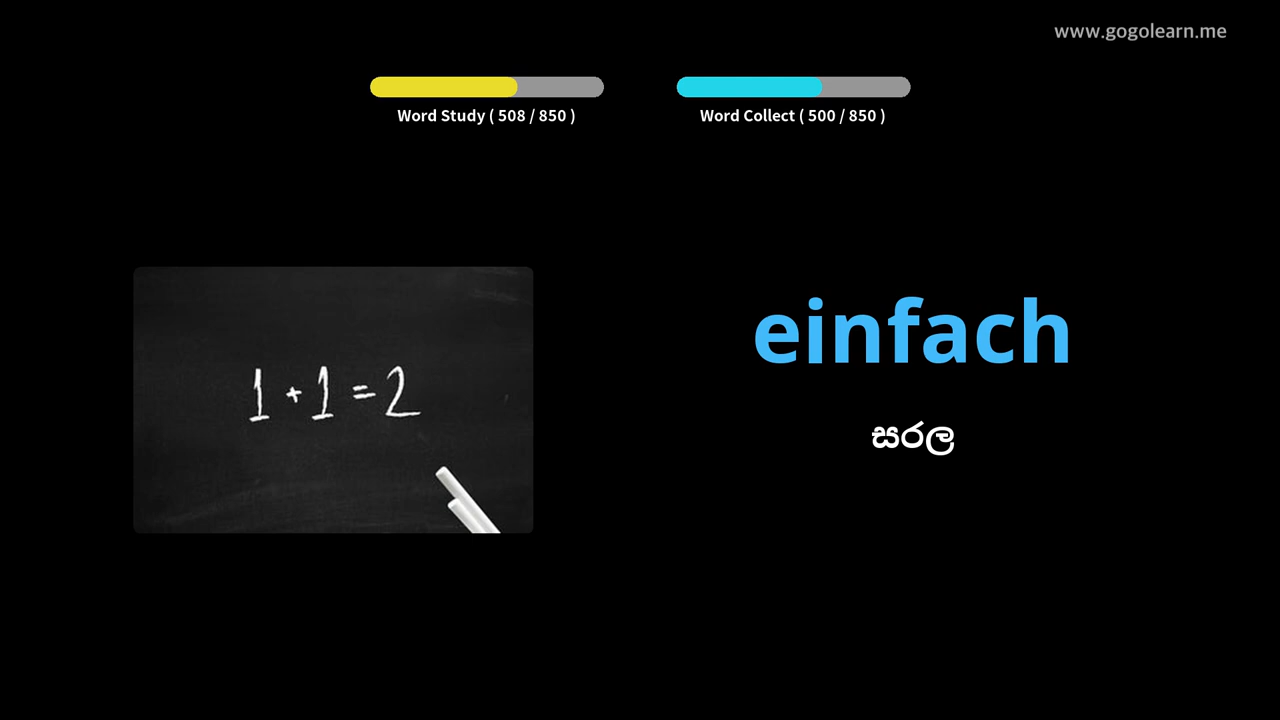 www.gogolearn.me
Word Study ( 508 / 850 )
Word Collect ( 500 / 850 )
1 + 1 = 2
einfach
සරල